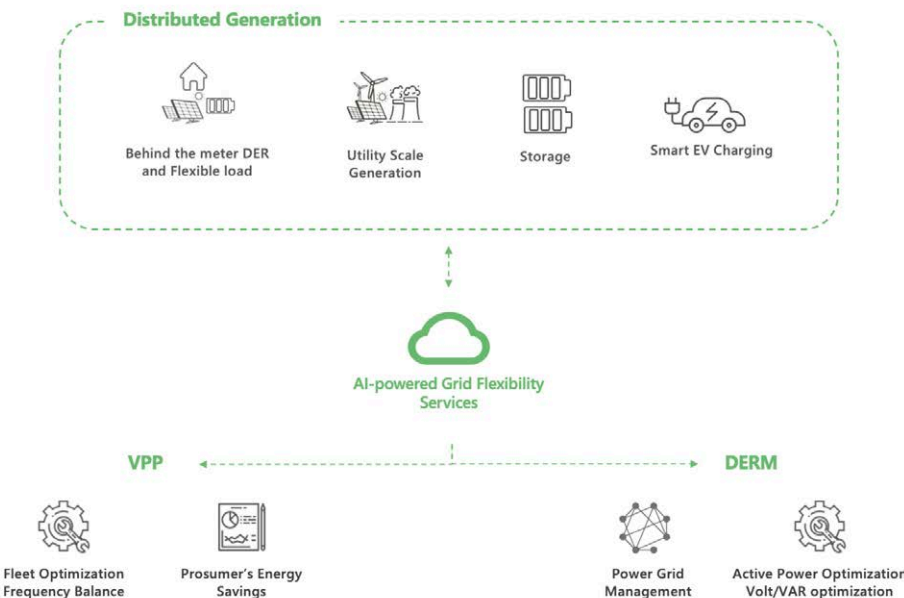 Distributed Generation
Behind the meter DER
and Flexible load
Utility Scale
Generation
Storage
Smart EV Charging
AI-powered Grid Flexibility
Services
VPP
DERM
Fleet Optimization
Frequency Balance
Prosumer's Energy
Savings
Power Grid
Management
Active Power Optimization
Volt/VAR optimization